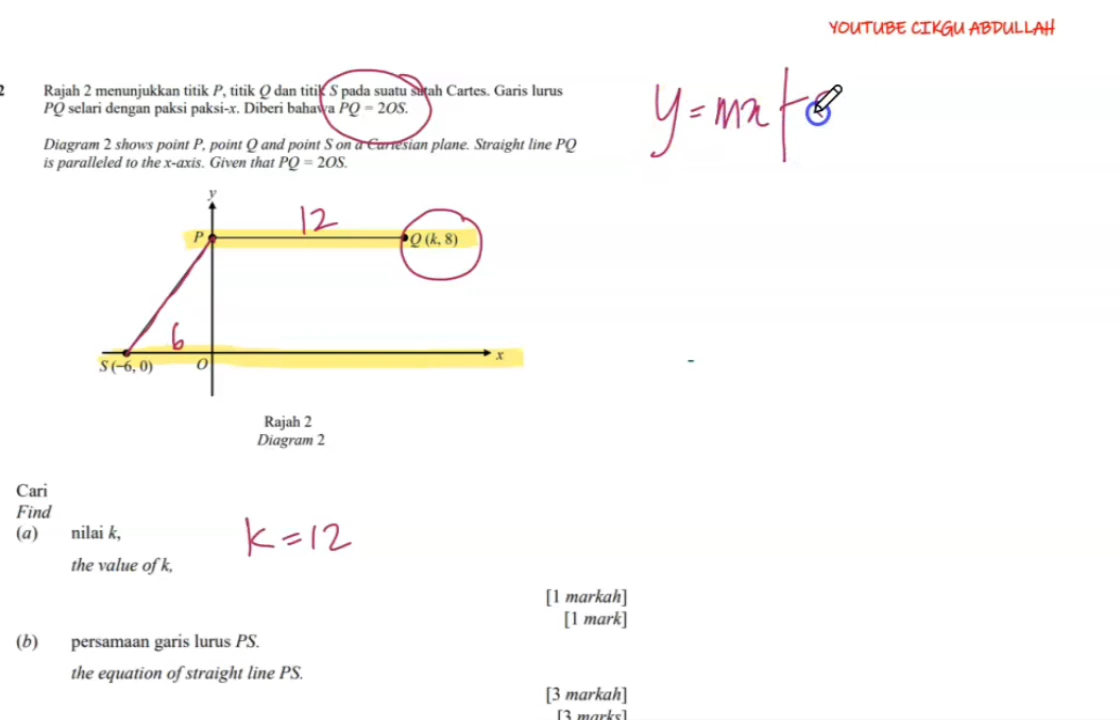 YOUTUBE CIKGU ABDULLAH
2 Rajah 2 menunjukkan titik P, titik Q dan titik S pada suatu satah Cartes. Garis lurus
PQ selari dengan paksi paksi-x. Diberi bahawa PQ = 2OS.
Diagram 2 shows point P, point Q and point S on a Cartesian plane. Straight line PQ
is paralleled to the x-axis. Given that PQ = 2OS.
y = mx +
y
12
P
Q (k, 8)
6
x
S (−6, 0)
O
Rajah 2
Diagram 2
Cari
Find
(a) nilai k,
k = 12
the value of k,
[1 markah]
[1 mark]
(b) persamaan garis lurus PS.
the equation of straight line PS.
[3 markah]
[3 marks]